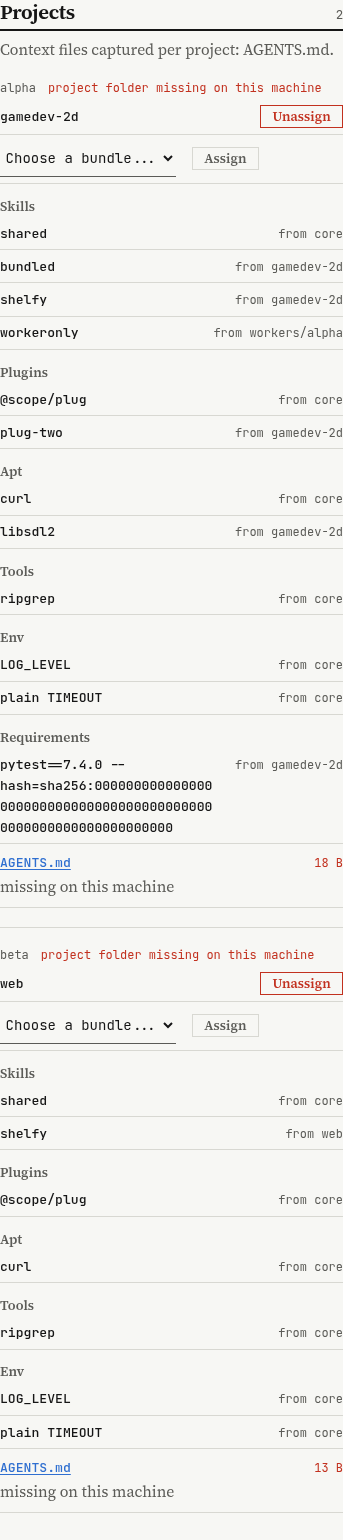 Projects 2
Context files captured per project: AGENTS.md.
alpha project folder missing on this machine
gamedev-2d Unassign
Choose a bundle... Assign
Skills
shared from core
bundled from gamedev-2d
shelfy from gamedev-2d
workeronly from workers/alpha
Plugins
@scope/plug from core
plug-two from gamedev-2d
Apt
curl from core
libsdl2 from gamedev-2d
Tools
ripgrep from core
Env
LOG_LEVEL from core
plain TIMEOUT from core
Requirements
pytest==7.4.0 -- from gamedev-2d
hash=sha256:000000000000000
000000000000000000000000000
0000000000000000000000
AGENTS.md 18 B
missing on this machine
beta project folder missing on this machine
web Unassign
Choose a bundle... Assign
Skills
shared from core
shelfy from web
Plugins
@scope/plug from core
Apt
curl from core
Tools
ripgrep from core
Env
LOG_LEVEL from core
plain TIMEOUT from core
AGENTS.md 13 B
missing on this machine